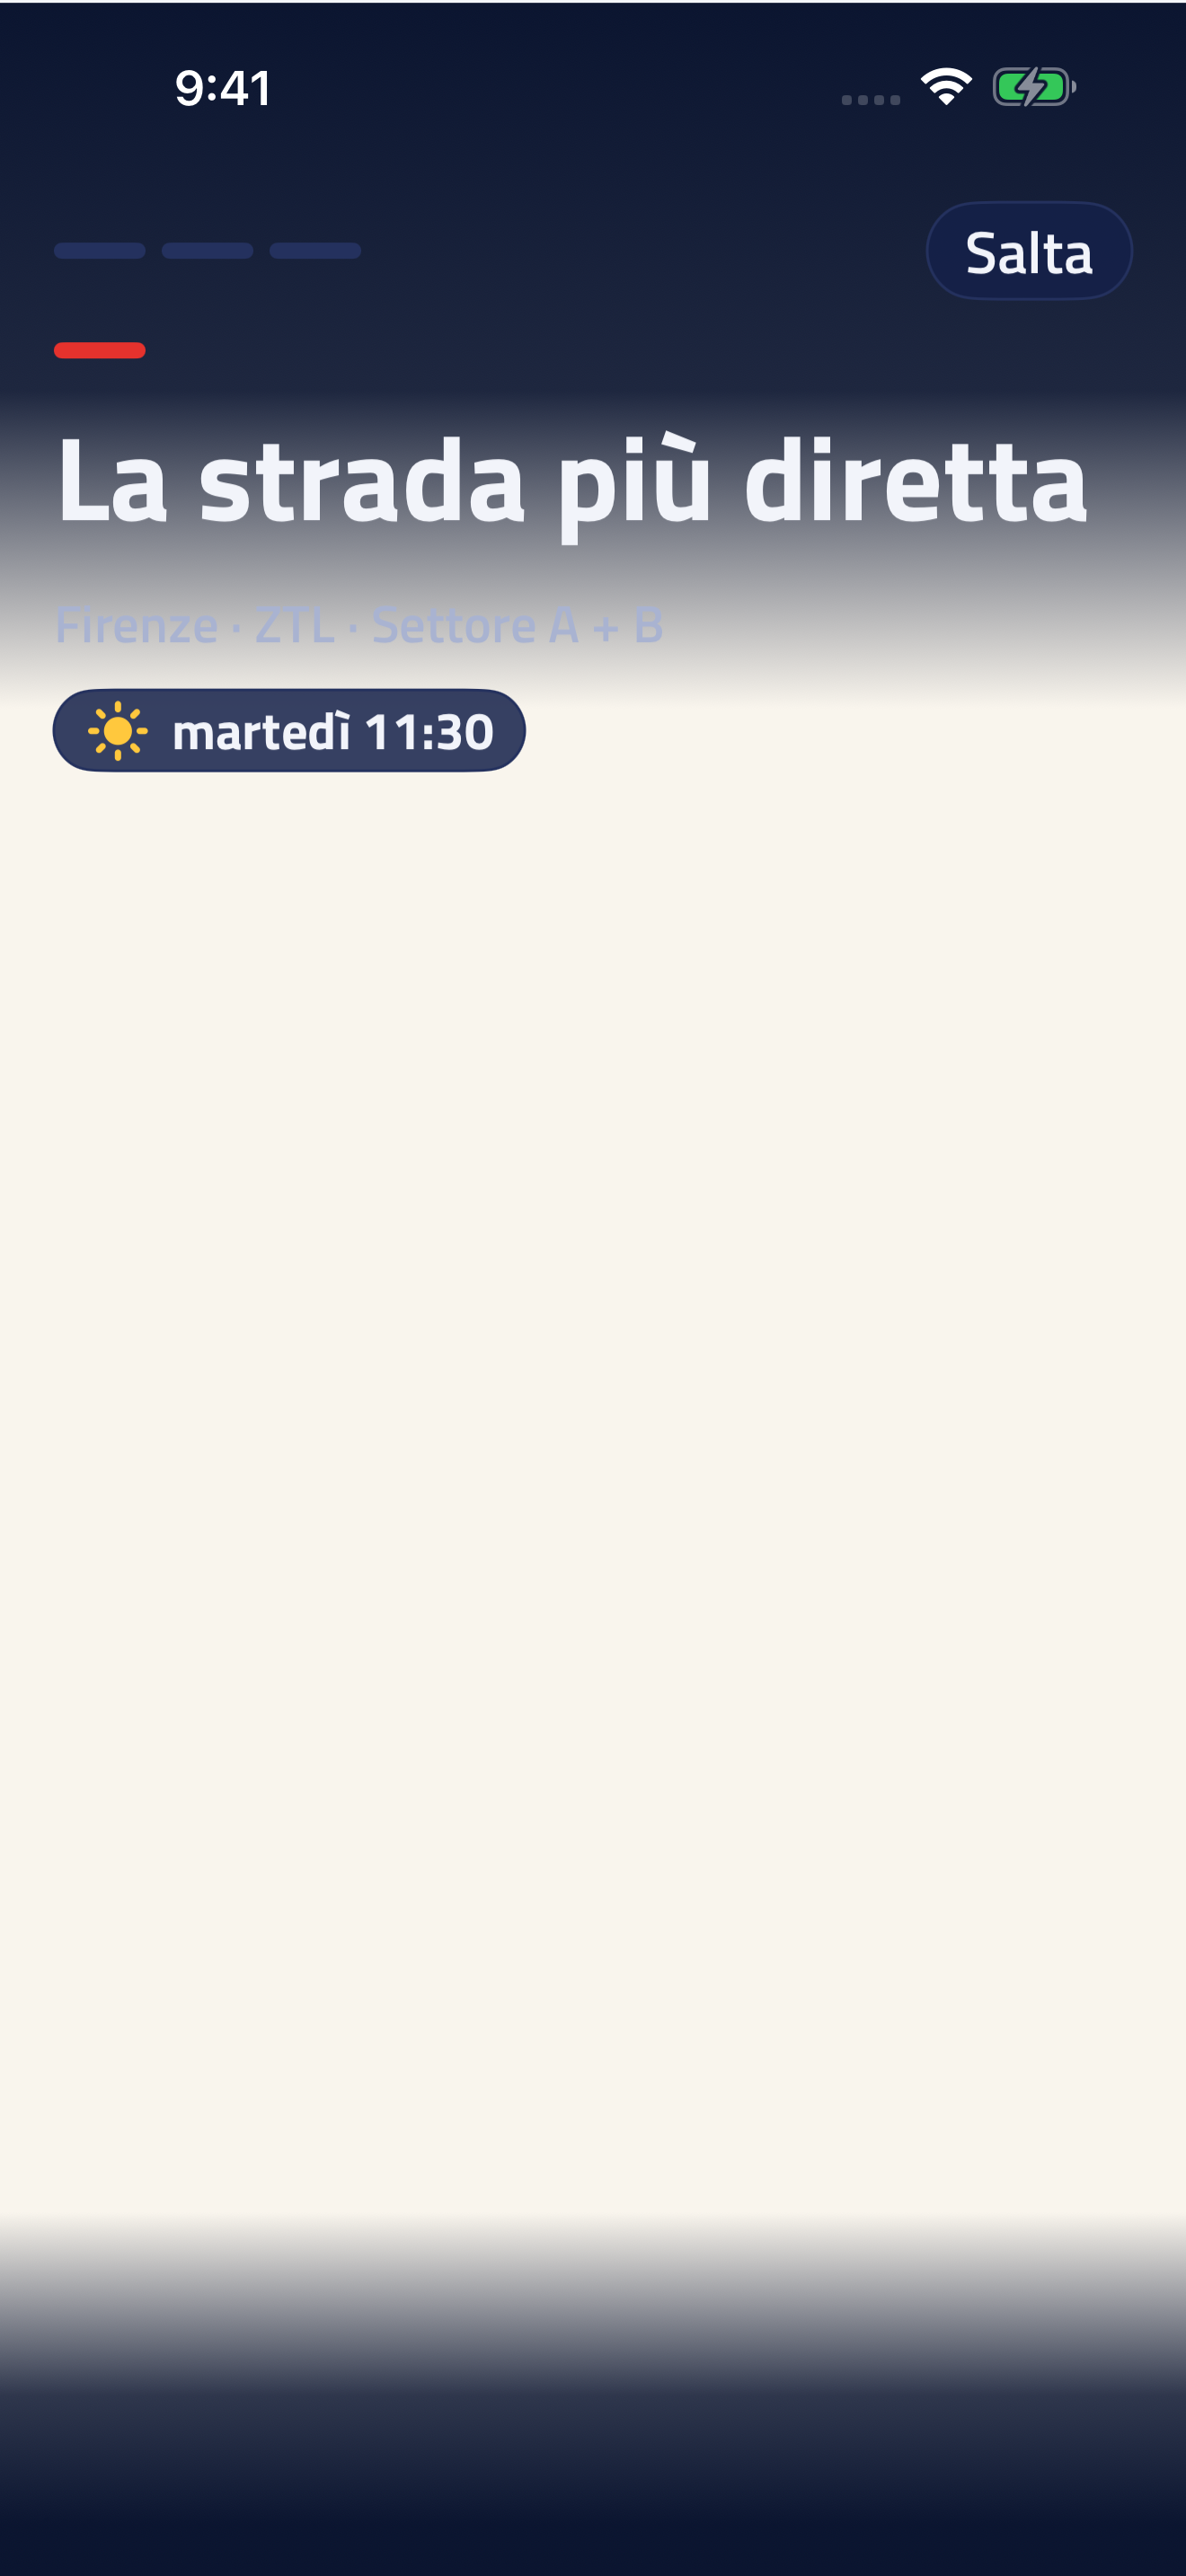 9:41
Salta
La strada più diretta
Firenze · ZTL · Settore A + B
martedì 11:30